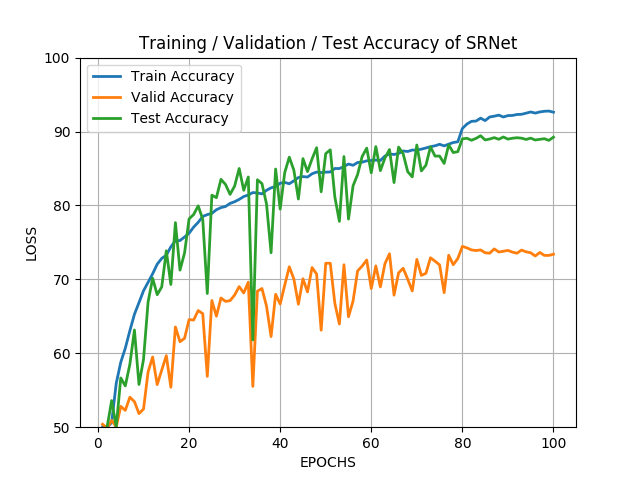 Training / Validation / Test Accuracy of SRNet
100
90
80
70
60
50
LOSS
Train Accuracy
Valid Accuracy
Test Accuracy
0 20 40 60 80 100
EPOCHS